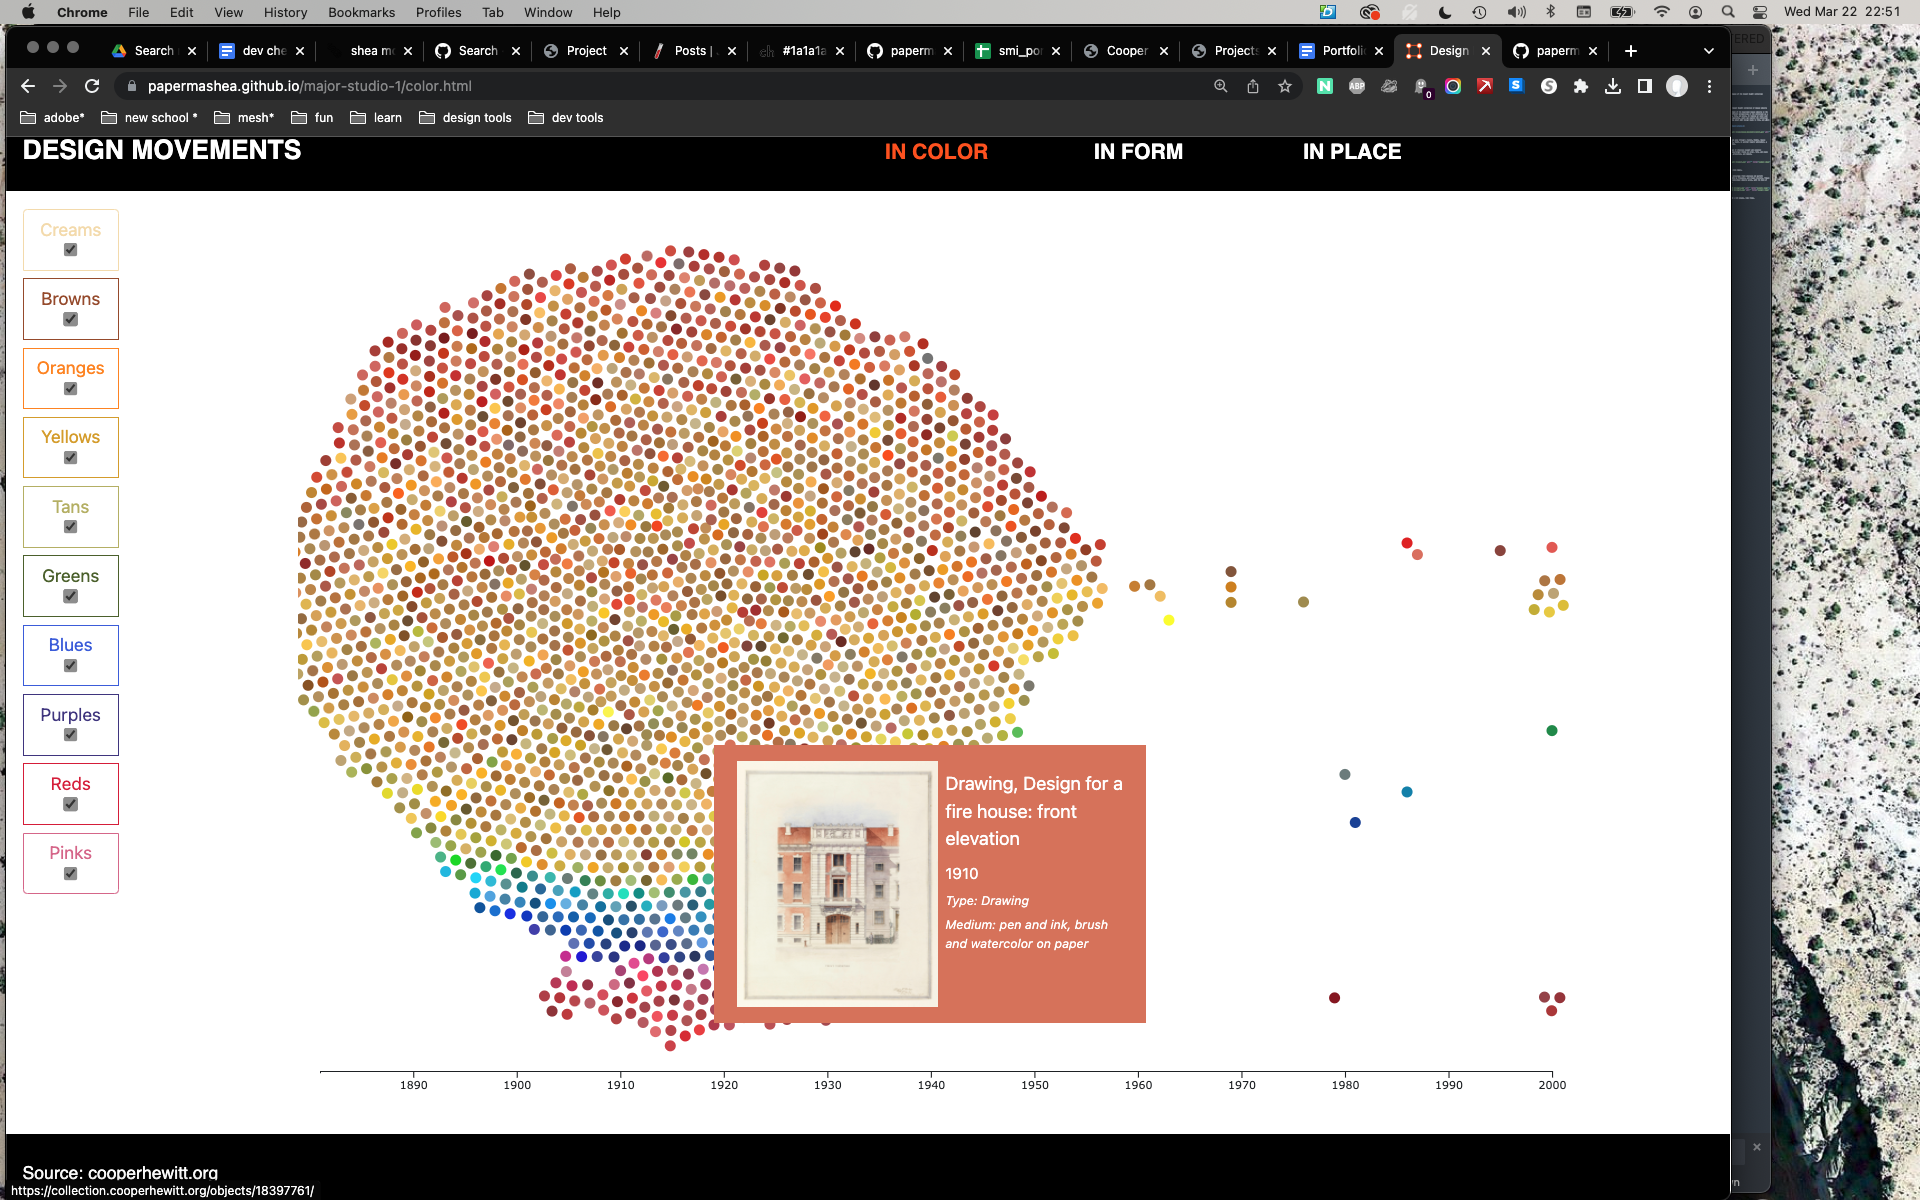 Chrome File Edit View History Bookmarks Profiles Tab Window Help Wed Mar 22 22:51
Search dev che shea mo Search Project Posts | #1a1a1a paperm smi_por Cooper Projects Portfolio Design paperm
papermashea.github.io/major-studio-1/color.html
adobe* new school * mesh* fun learn design tools dev tools
DESIGN MOVEMENTS IN COLOR IN FORM IN PLACE
Creams
Browns
Oranges
Yellows
Tans
Greens
Blues
Purples
Reds
Pinks
Drawing, Design for a
fire house: front
elevation
1910
Type: Drawing
Medium: pen and ink, brush
and watercolor on paper
1890 1900 1910 1920 1930 1940 1950 1960 1970 1980 1990 2000
Source: cooperhewitt.org
https://collection.cooperhewitt.org/objects/18397761/